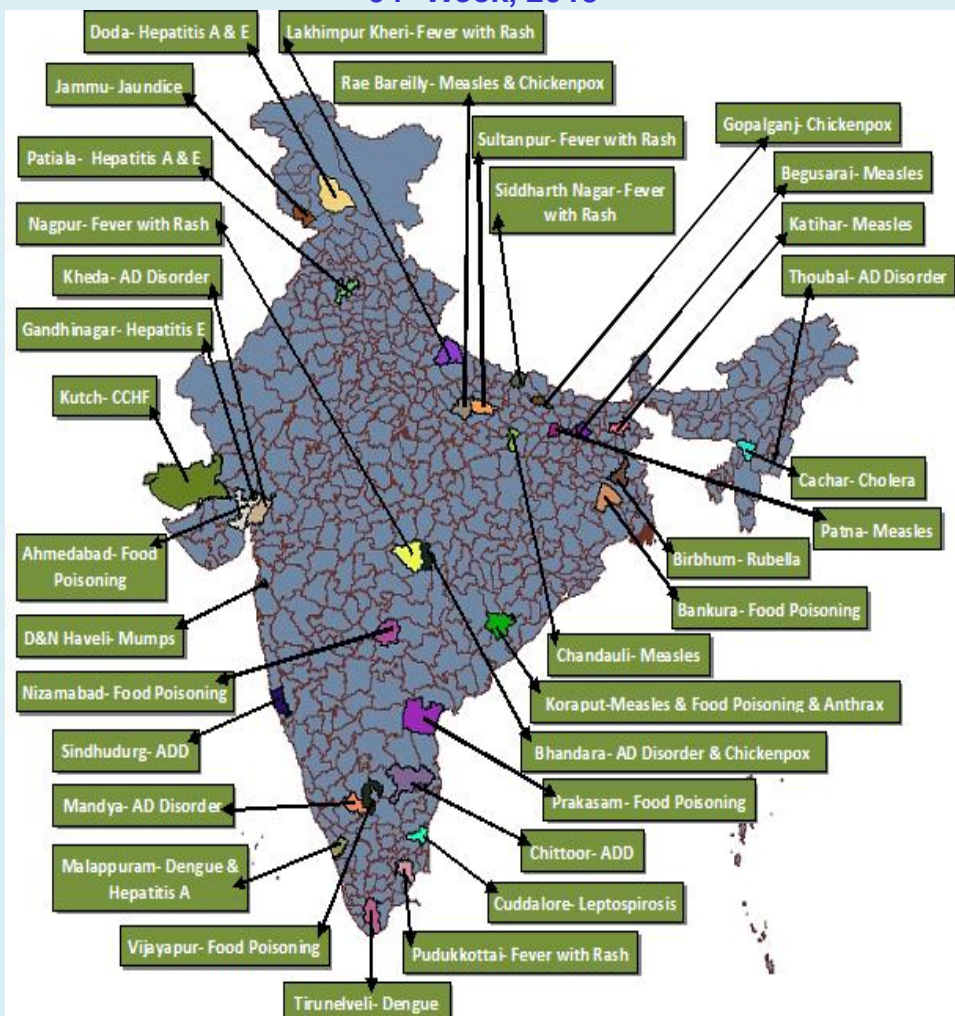 Week,
Doda- Hepatitis A & E
Lakhimpur Kheri- Fever with Rash
Jammu- Jaundice
Rae Bareilly- Measles & Chickenpox
Gopalganj- Chickenpox
Sultanpur- Fever with Rash
Patiala- Hepatitis A & E
Begusarai- Measles
Siddharth Nagar- Fever
with Rash
Nagpur- Fever with Rash
Katihar- Measles
Kheda- AD Disorder
Thoubal- AD Disorder
Gandhinagar- Hepatitis E
Kutch- CCHF
Cachar- Cholera
Patna- Measles
Ahmedabad- Food
Poisoning
Birbhum- Rubella
Bankura- Food Poisoning
D&N Haveli- Mumps
Chandauli- Measles
Nizamabad- Food Poisoning
Koraput-Measles & Food Poisoning & Anthrax
Sindhudurg- ADD
Bhandara- AD Disorder & Chickenpox
Mandya- AD Disorder
Prakasam- Food Poisoning
Chittoor- ADD
Malappuram- Dengue &
Hepatitis A
Cuddalore- Leptospirosis
Vijayapur- Food Poisoning
Pudukkottai- Fever with Rash
Tirunelveli- Dengue